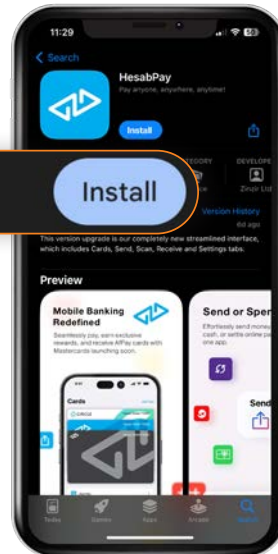 11:29
Search
HesabPay
Pay anyone, anywhere, anytime!
Install
Install
DEVELOPE
Zinzir Ltd
Version History
6d ago
This version upgrade is our completely new streamlined interface,
which includes Cards, Send, Scan, Receive and Settings tabs.
Preview
Mobile Banking
Redefined
Seamlessly pay, earn exclusive
rewards, and receive AfPay cards with
Mastercards launching soon.
Cards
Send or Spen
Effortlessly send money
cash, or settle online pa
one app.
Send
Today
Games
Apps
Arcade
Search